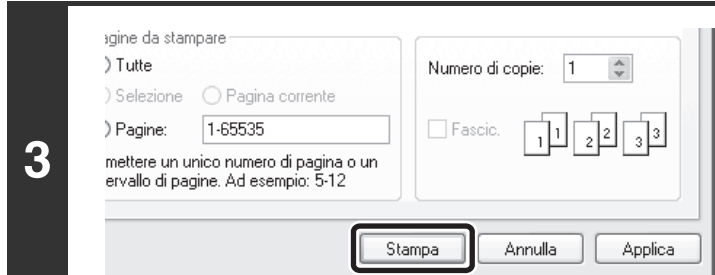 3
agine da stampare
Tutte
Numero di copie: 1
Selezione Pagina corrente
Pagine: 1-65535
Fascic. 1 1 2 2 3 3
mettere un unico numero di pagina o un
ervallo di pagine. Ad esempio: 5-12
Stampa Annulla Applica